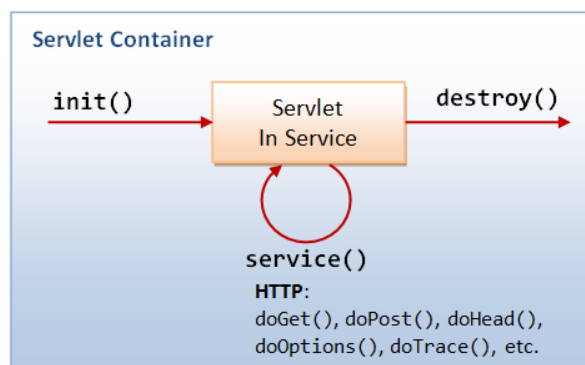 Servlet Container
init()
Servlet
In Service
destroy()
service()
HTTP:
doGet(), doPost(), doHead(),
doOptions(), doTrace(), etc.